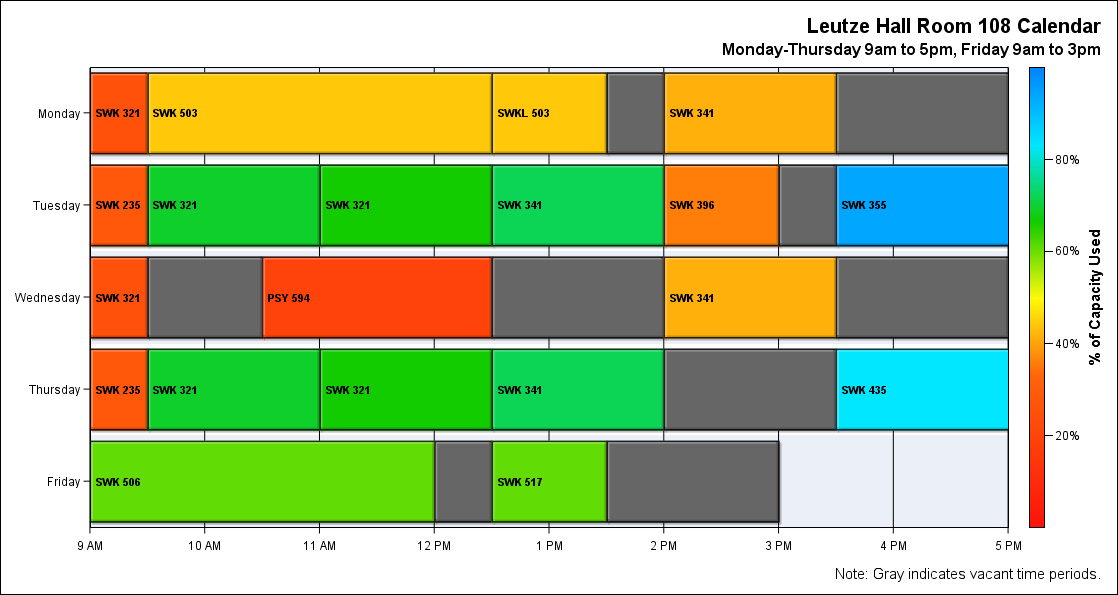 Leutze Hall Room 108 Calendar
Monday-Thursday 9am to 5pm, Friday 9am to 3pm
Monday SWK 321 SWK 503 SWKL 503 SWK 341
80%
Tuesday SWK 235 SWK 321 SWK 321 SWK 341 SWK 396 SWK 355
60%
Wednesday SWK 321 PSY 594 SWK 341
% of Capacity Used
40%
Thursday SWK 235 SWK 321 SWK 321 SWK 341 SWK 435
20%
Friday SWK 506 SWK 517
9 AM 10 AM 11 AM 12 PM 1 PM 2 PM 3 PM 4 PM 5 PM
Note: Gray indicates vacant time periods.